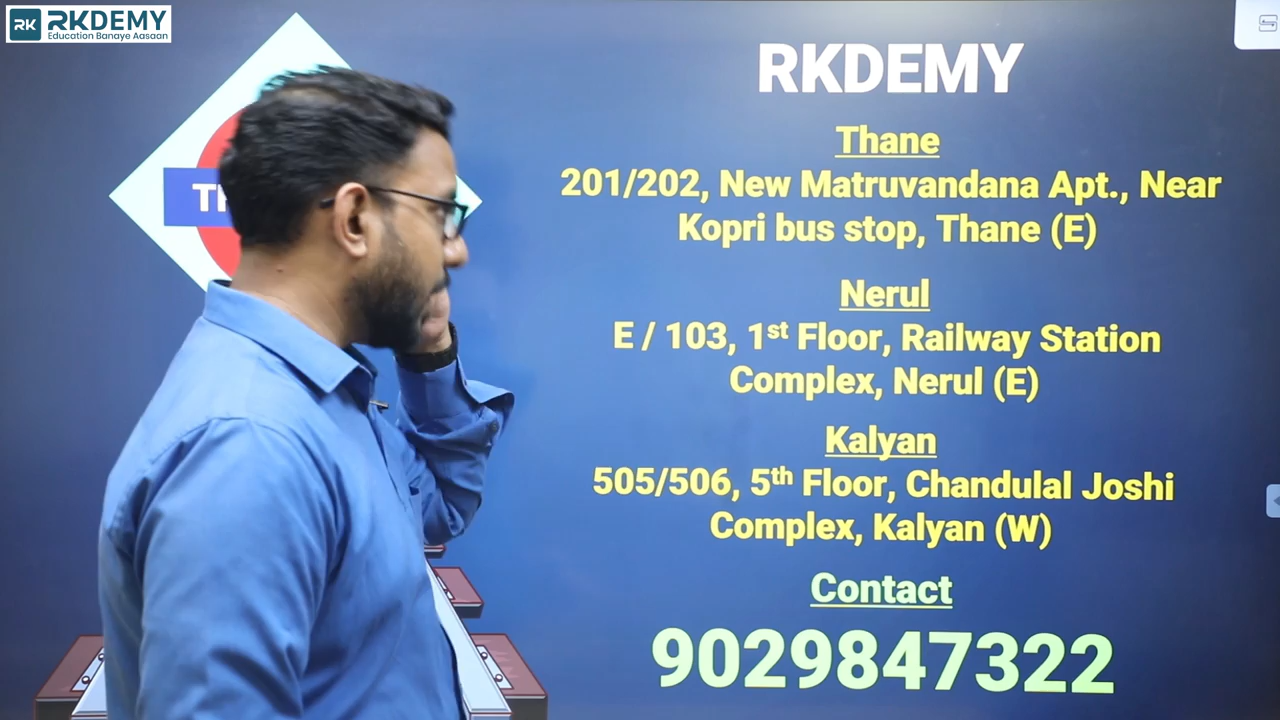 RK RKDEMY
Education Banaye Aasaan
RKDEMY
Thane
201/202, New Matruvandana Apt., Near
Kopri bus stop, Thane (E)
Nerul
E / 103, 1st Floor, Railway Station
Complex, Nerul (E)
Kalyan
505/506, 5th Floor, Chandulal Joshi
Complex, Kalyan (W)
Contact
9029847322